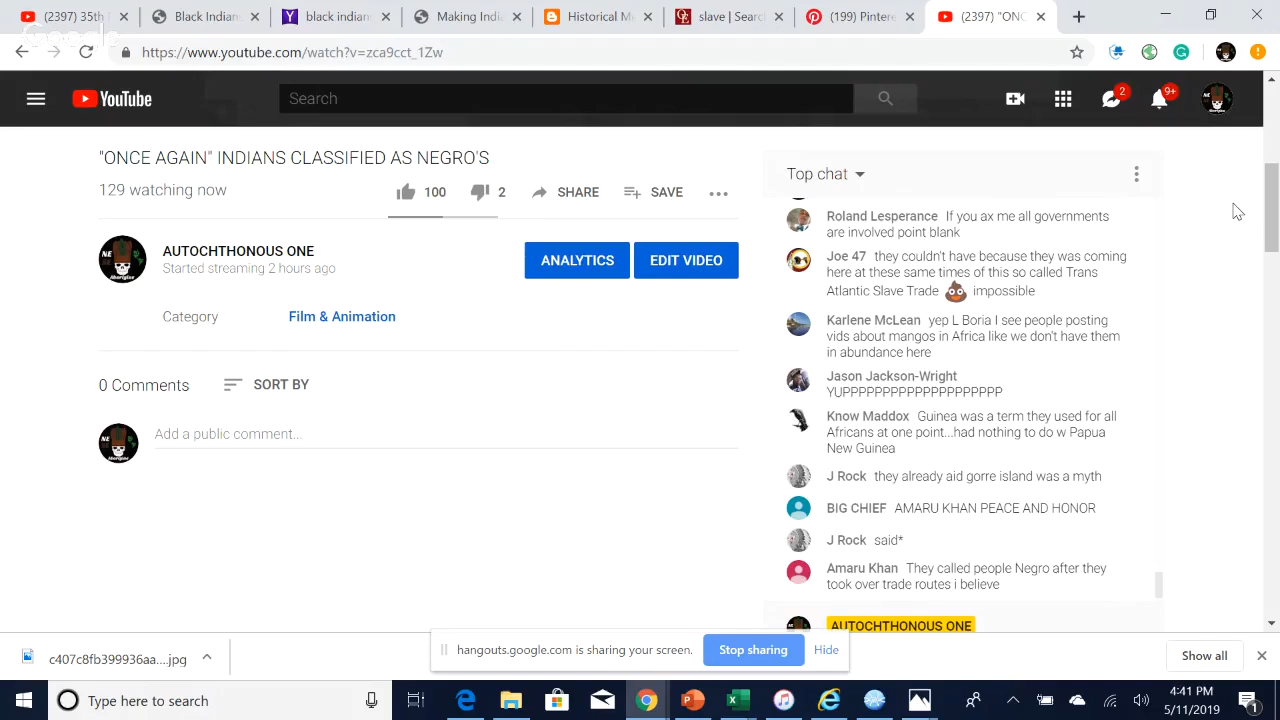 (2397) 35th
Black Indian
black indian
Making Indi
Historical M
slave | Searc
(199) Pintere
(2397) "ONC
https://www.youtube.com/watch?v=zca9cct_1Zw
YouTube
Search
2
9+
"ONCE AGAIN" INDIANS CLASSIFIED AS NEGRO'S
129 watching now
100
2
SHARE
SAVE
AUTOCHTHONOUS ONE
Started streaming 2 hours ago
ANALYTICS
EDIT VIDEO
Category
Film & Animation
0 Comments
SORT BY
Add a public comment...
Top chat
Roland Lesperance If you ax me all governments
are involved point blank
Joe 47 they couldn't have because they was coming
here at these same times of this so called Trans
Atlantic Slave Trade 💩 impossible
Karlene McLean yep L Boria I see people posting
vids about mangos in Africa like we don't have them
in abundance here
Jason Jackson-Wright
YUPPPPPPPPPPPPPPPPPPP
Know Maddox Guinea was a term they used for all
Africans at one point...had nothing to do w Papua
New Guinea
J Rock they already aid gorre island was a myth
BIG CHIEF AMARU KHAN PEACE AND HONOR
J Rock said*
Amaru Khan They called people Negro after they
took over trade routes i believe
AUTOCHTHONOUS ONE
hangouts.google.com is sharing your screen.
Stop sharing
Hide
c407c8fb399936aa....jpg
Show all
Type here to search
4:41 PM
5/11/2019
1